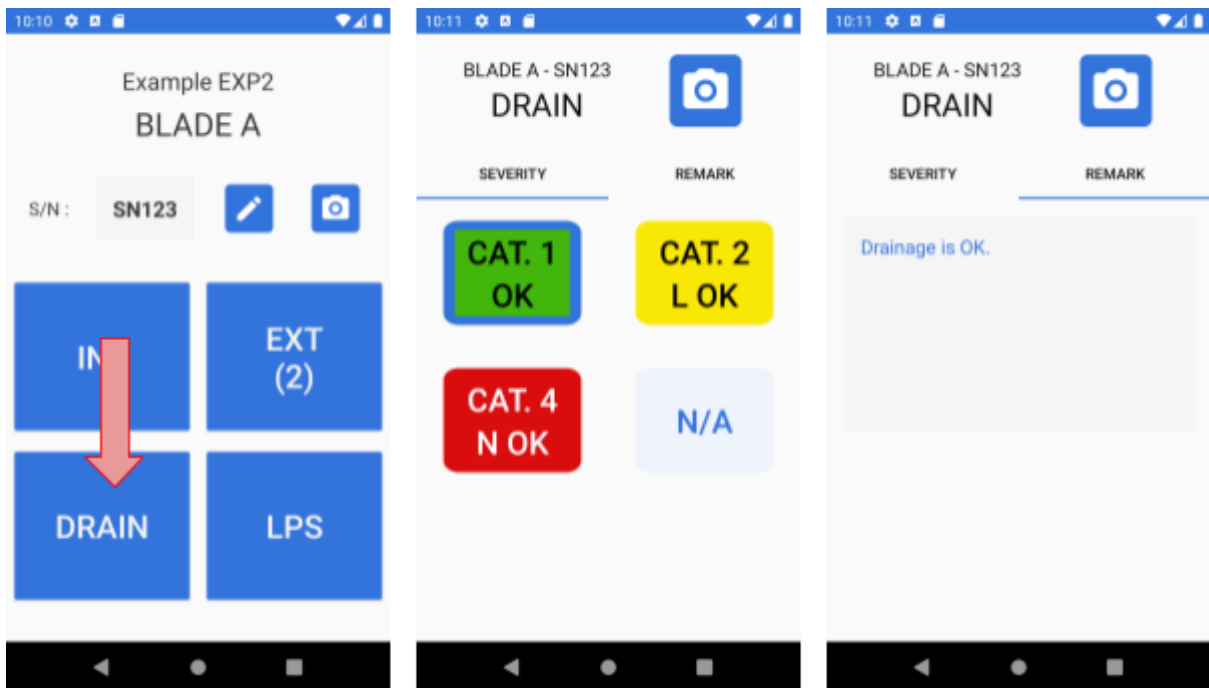 10:10
Example EXP2
BLADE A
S/N :
SN123
EXT
(2)
DRAIN
LPS
10:11
BLADE A - SN123
DRAIN
SEVERITY
REMARK
CAT. 1
OK
CAT. 2
L OK
CAT. 4
N OK
N/A
10:11
BLADE A - SN123
DRAIN
SEVERITY
REMARK
Drainage is OK.